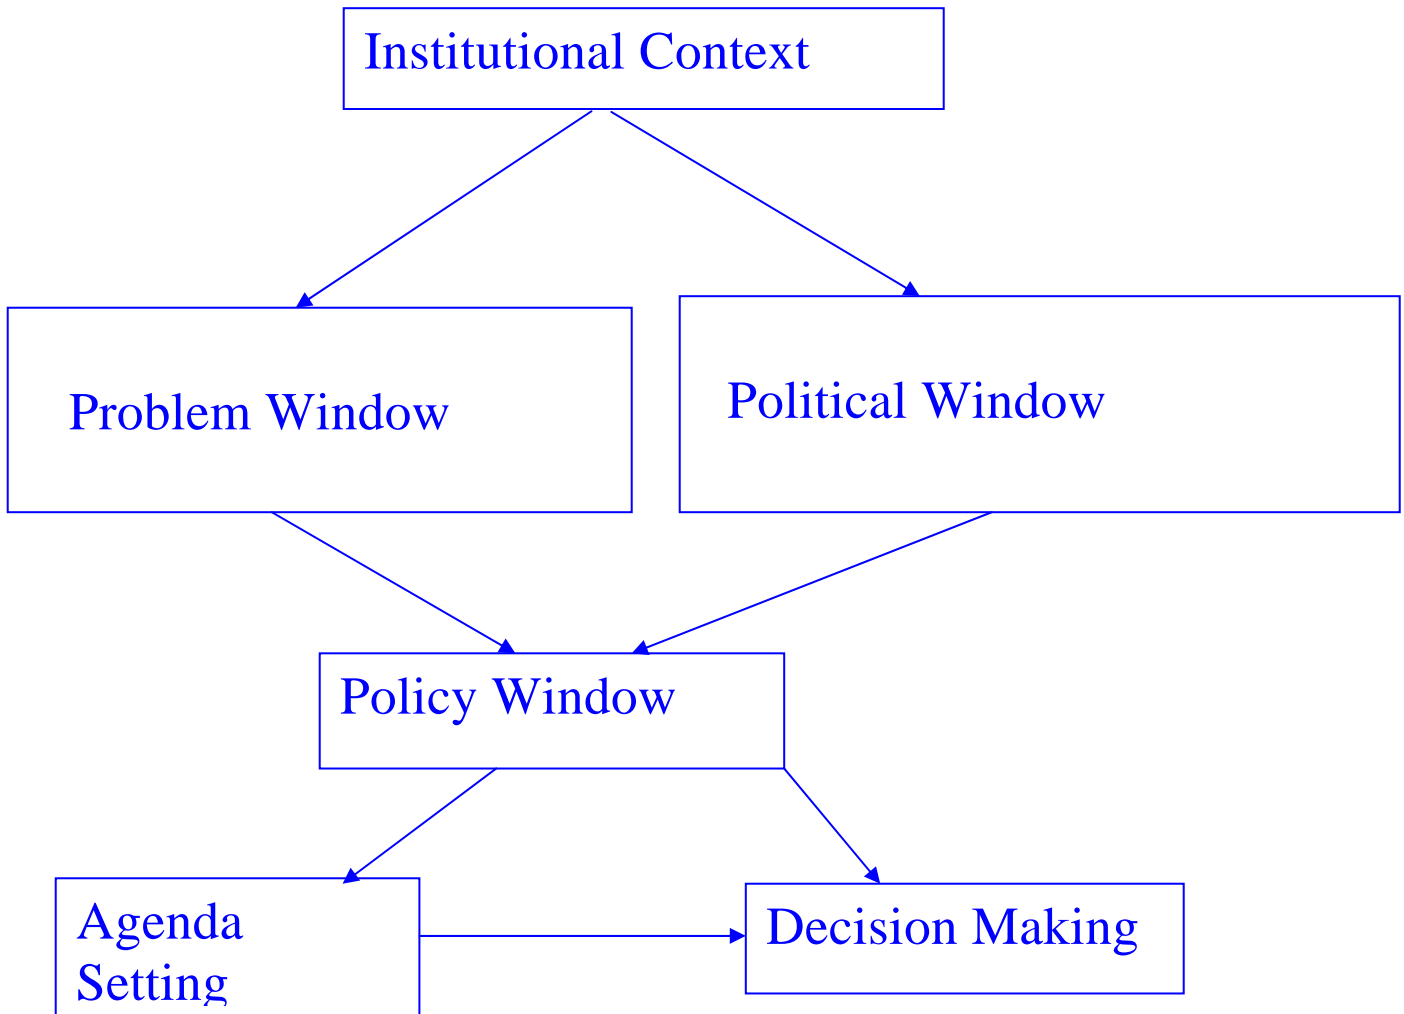 Institutional Context
Problem Window
Political Window
Policy Window
Agenda
Setting
Decision Making